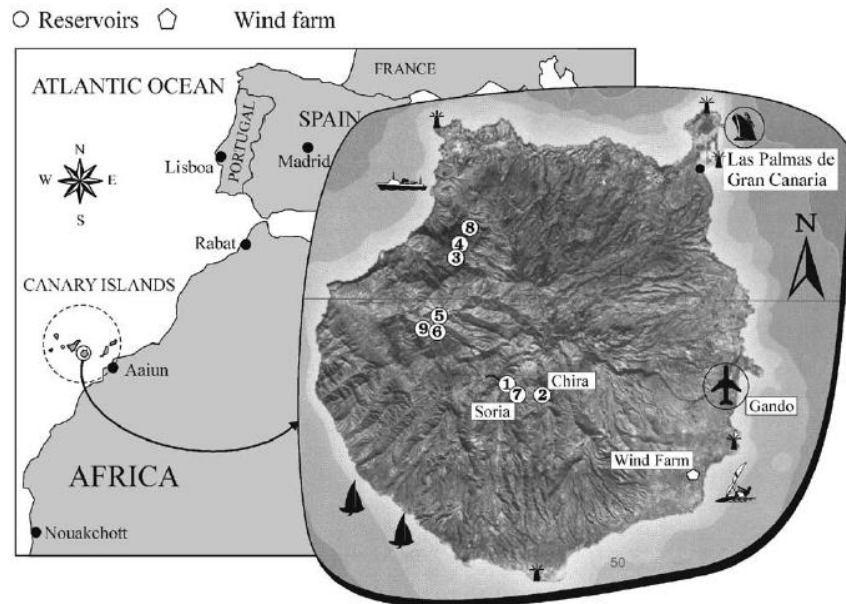 Reservoirs
Wind farm
ATLANTIC OCEAN
FRANCE
SPAIN
PORTUGAL
Lisboa
Madrid
N
W E
S
Rabat
CANARY ISLANDS
Aaiun
AFRICA
Nouakchott
Las Palmas de
Gran Canaria
N
8
4
3
5
9 6
1
7 2
Chira
Soria
Gando
Wind Farm
50